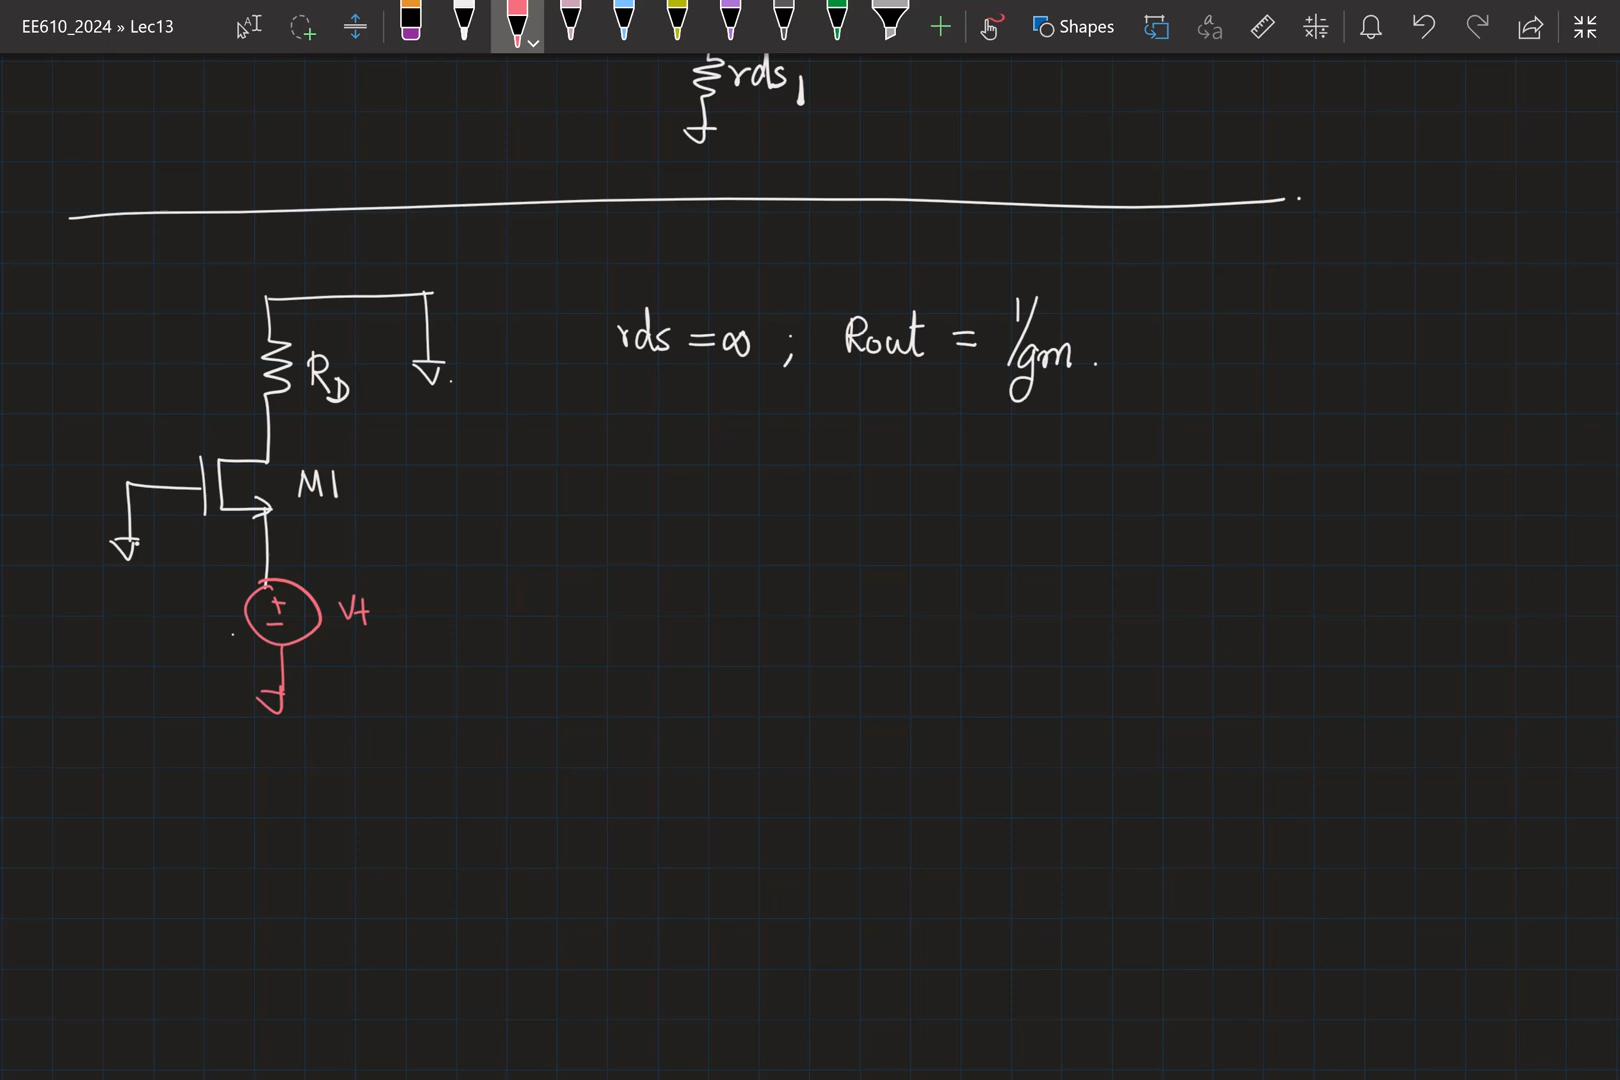 EE610_2024 » Lec13
Shapes
rds1
RD
rds = ∞ ; Rout = 1/gm .
M1
+
−
Vt